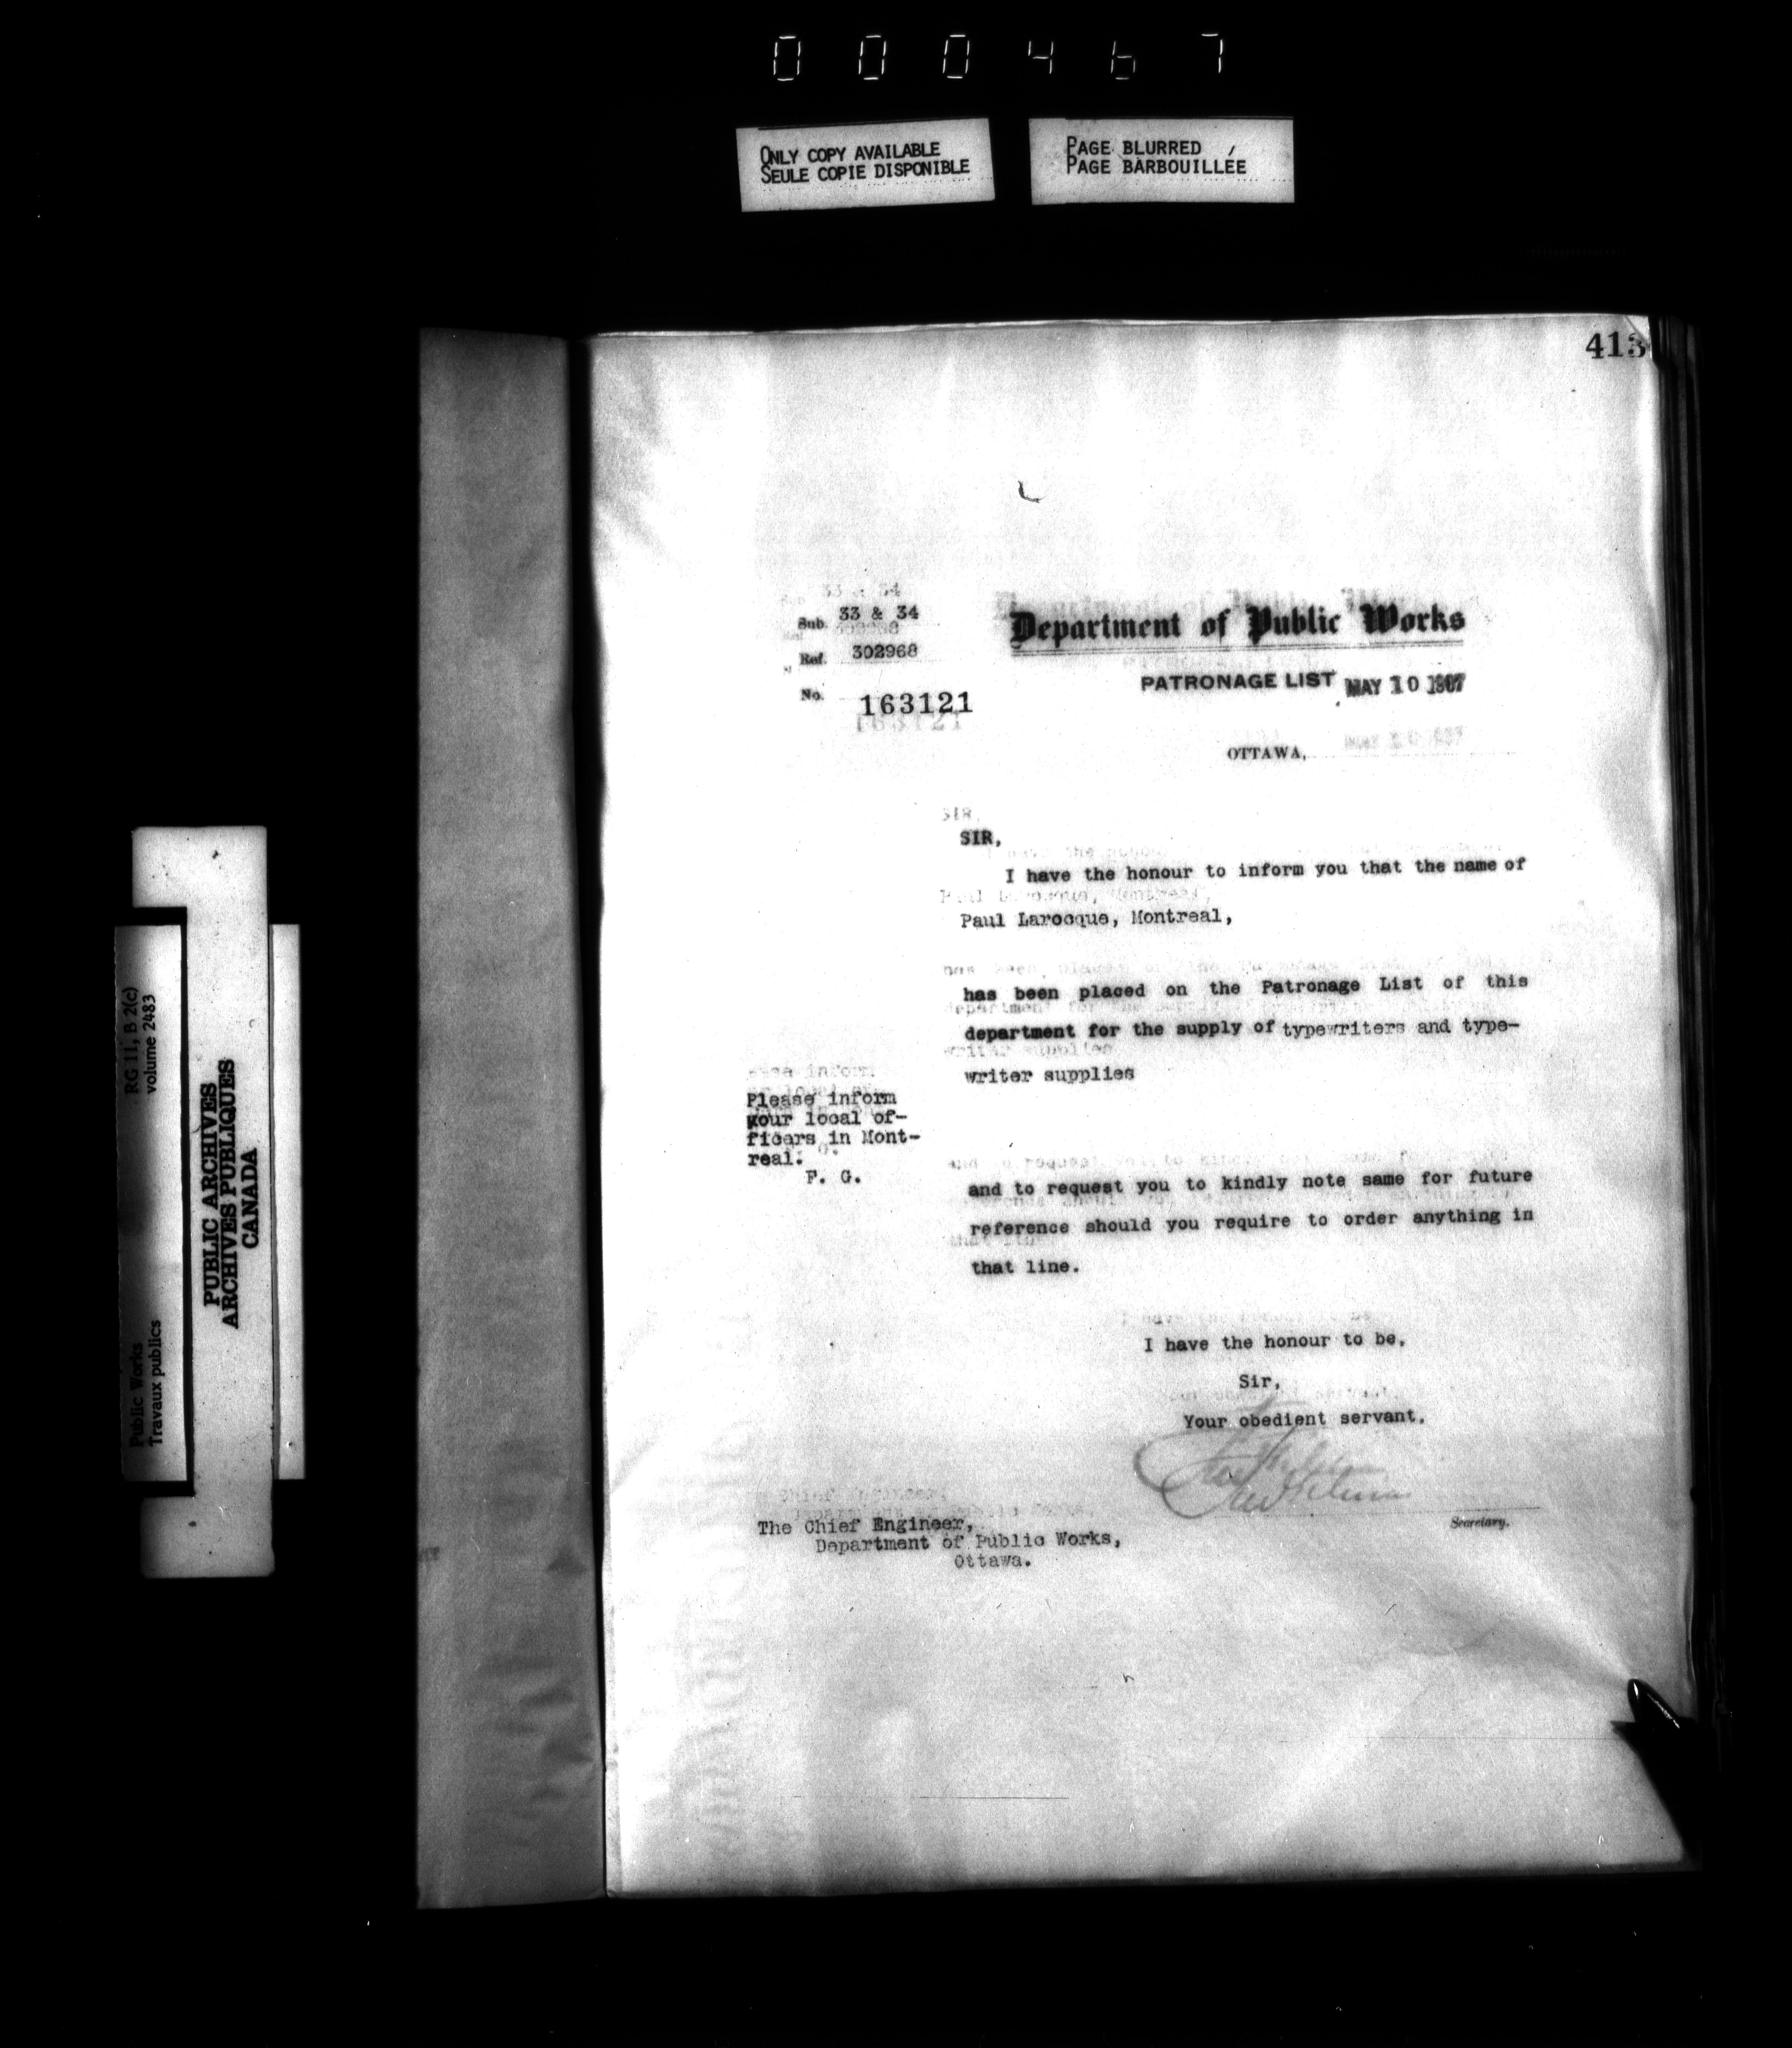 000467
ONLY COPY AVAILABLE
SEULE COPIE DISPONIBLE
PAGE BLURRED
PAGE BARBOUILLÉE
413
Sub. 33 & 34
Ref. 302968
No. 163121
Department of Public Works
PATRONAGE LIST MAY 10 1907
OTTAWA,
SIR,
I have the honour to inform you that the name of
Paul Larocque, Montreal,
has been placed on the Patronage List of this
department for the supply of typewriters and type-
writer supplies
Please inform
your local of-
ficers in Mont-
real.
F. G.
and to request you to kindly note same for future
reference should you require to order anything in
that line.
I have the honour to be,
Sir,
Your obedient servant,
Secretary.
The Chief Engineer,
Department of Public Works,
Ottawa.
RG 11, B 2(c)
volume 2483
Public Works
Travaux publics
PUBLIC ARCHIVES
ARCHIVES PUBLIQUES
CANADA